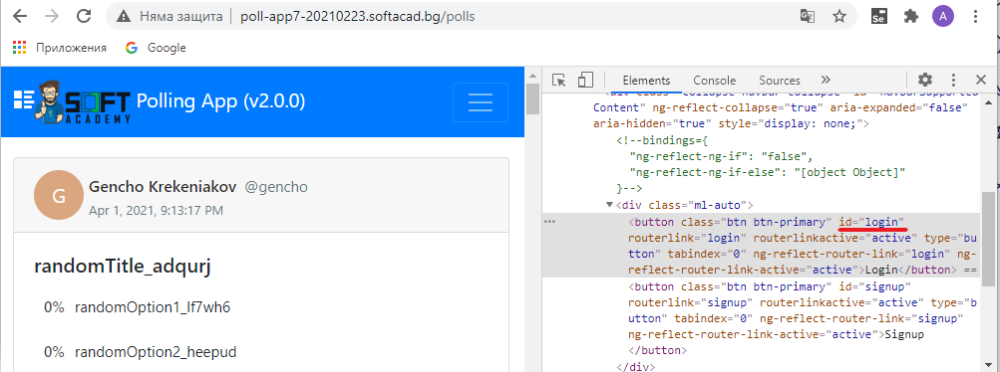 Няма защита | poll-app7-20210223.softacad.bg/polls
Se
A
Приложения
YouTube
Google
SOFT
ACADEMY
Polling App (v2.0.0)
G
Gencho Krekeniakov @gencho
Apr 1, 2021, 9:13:17 PM
randomTitle_adqurj
0% randomOption1_lf7wh6
0% randomOption2_heepud
Elements Console Sources »
Content" ng-reflect-collapse="true" aria-expanded="false"
aria-hidden="true" style="display: none;">
<!--bindings={
"ng-reflect-ng-if": "false",
"ng-reflect-ng-if-else": "[object Object]"
}-->
▼<div class="ml-auto">
… <button class="btn btn-primary" id="login"
routerlink="login" routerlinkactive="active" type="bu
tton" tabindex="0" ng-reflect-router-link="login" ng-
reflect-router-link-active="active">Login</button> ==
<button class="btn btn-primary" id="signup"
routerlink="signup" routerlinkactive="active" type="b
utton" tabindex="0" ng-reflect-router-link="signup"
ng-reflect-router-link-active="active">Signup
</button>
</div>